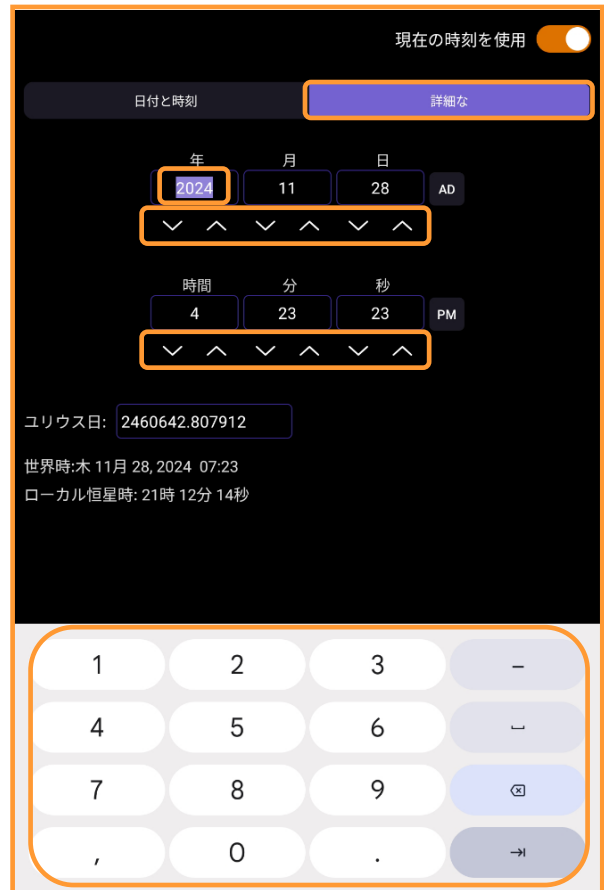 現在の時刻を使用
日付と時刻 詳細な
年 月 日
2024 11 28 AD
時間 分 秒
4 23 23 PM
ユリウス日: 2460642.807912
世界時:木 11月 28, 2024 07:23
ローカル恒星時: 21時 12分 14秒
1 2 3 −
4 5 6
7 8 9
, 0 .